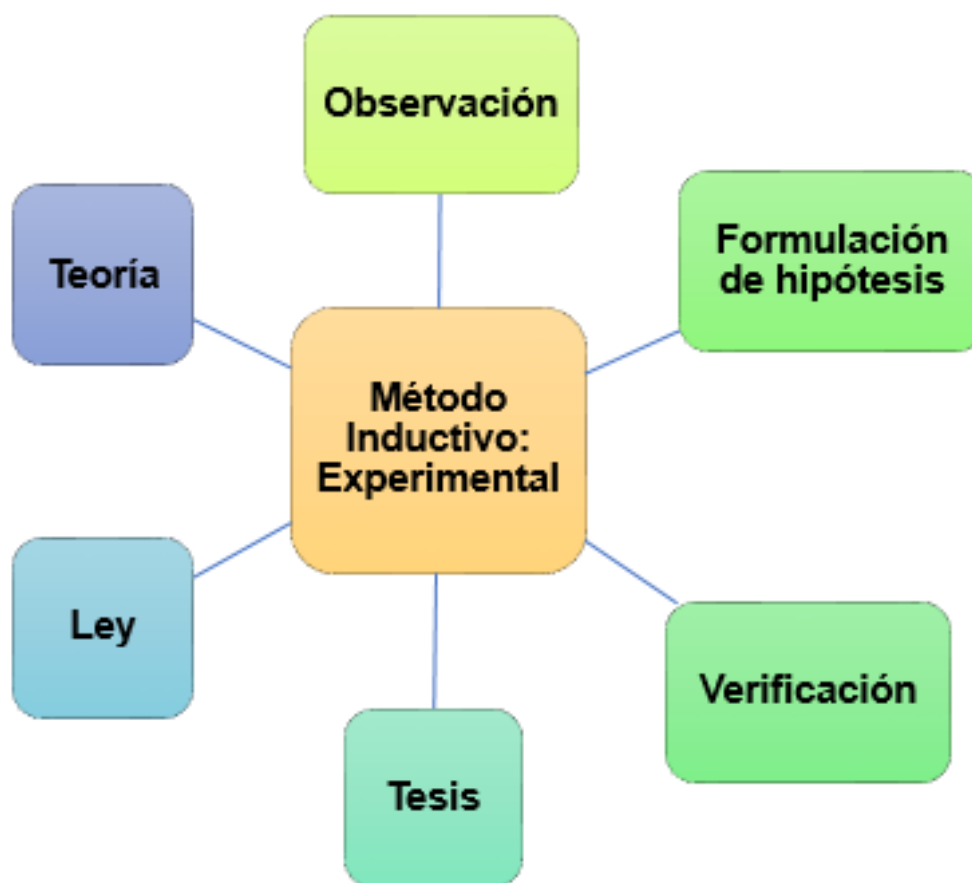 Observación
Formulación
de hipótesis
Teoría
Método
Inductivo:
Experimental
Ley
Verificación
Tesis